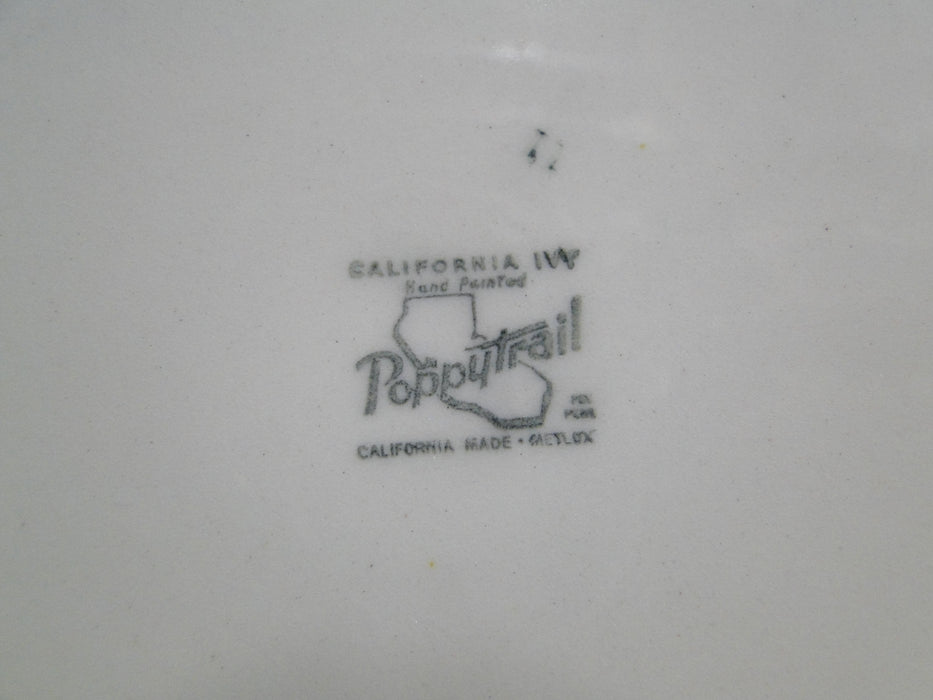 CALIFORNIA IVY
Hand Painted
Poppytrail
CALIFORNIA MADE • METLOX